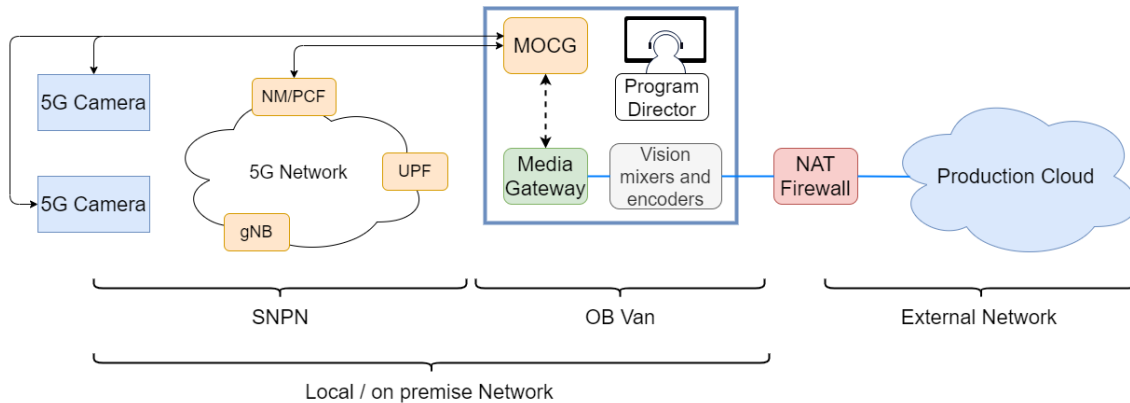 MOCG
5G Camera
NM/PCF
Program
Director
5G Network
UPF
Media
Gateway
Vision
mixers and
encoders
NAT
Firewall
Production Cloud
5G Camera
gNB
SNPN
OB Van
External Network
Local / on premise Network